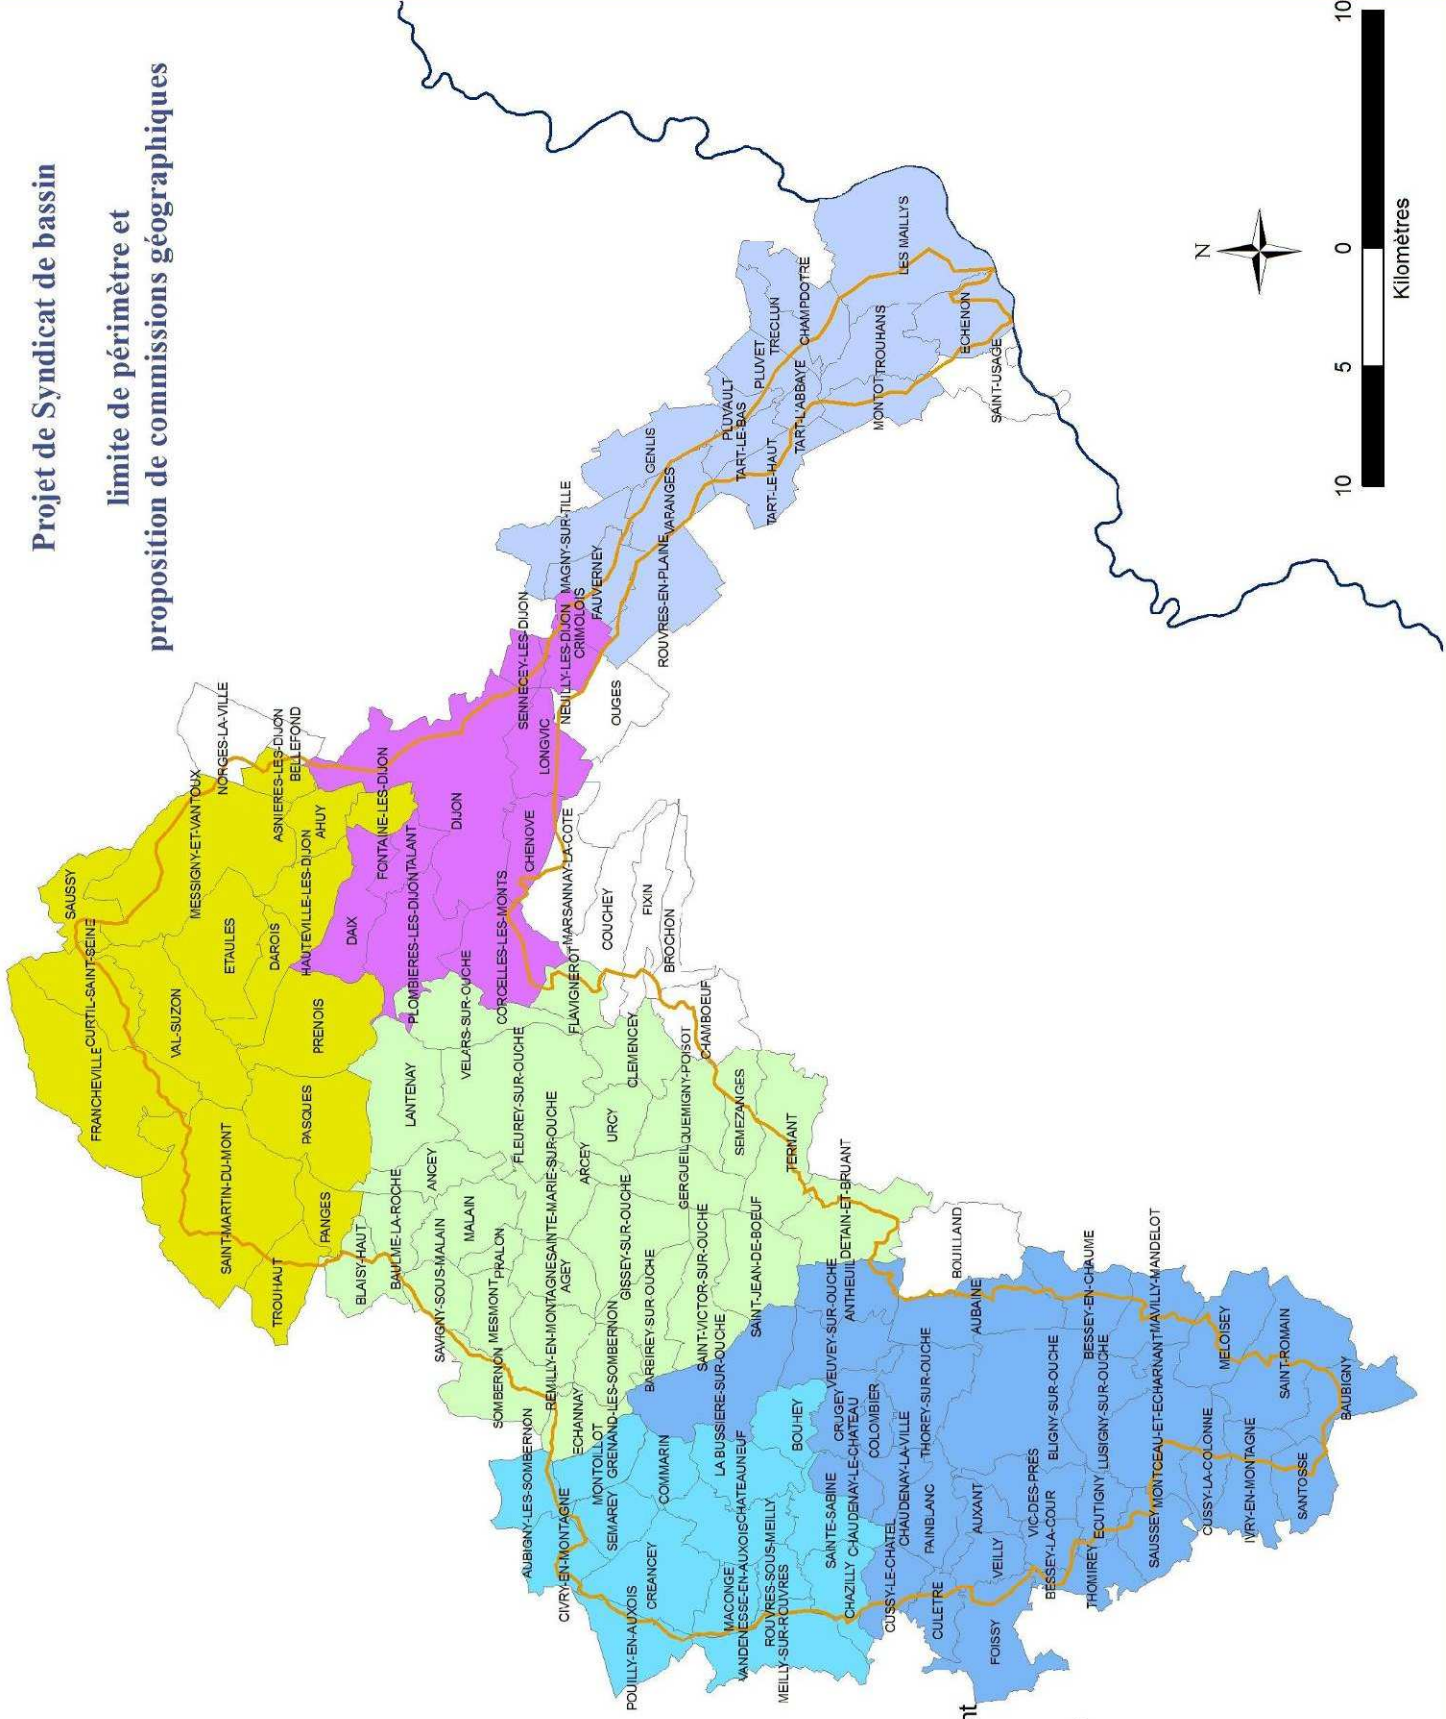 Projet de Syndicat de bassin
limite de périmètre et
proposition de commissions géographiques
SAUSSY
FRANCHEVILLE
CURTIL-SAINT-SEINE
VAL-SUZON
MESSIGNY-ET-VANTOUX
NORGES-LA-VILLE
SAINT-MARTIN-DU-MONT
ETAULES
DAROIS
ASNIERES-LES-DIJON
BELLEFOND
HAUTEVILLE-LES-DIJON
AHUY
PRENOIS
PASQUES
PANGES
TROUHAUT
DAIX
FONTAINE-LES-DIJON
PLOMBIERES-LES-DIJON
TALANT
DIJON
VELARS-SUR-OUCHE
CORCELLES-LES-MONTS
CHENOVE
LONGVIC
SENNECEY-LES-DIJON
NEUILLY-LES-DIJON
CRIMOLOIS
MAGNY-SUR-TILLE
FAUVERNEY
OUGES
ROUVRES-EN-PLAINE
VARANGES
GENLIS
PLUVAULT
TART-LE-BAS
TART-LE-HAUT
TART-L'ABBAYE
PLUVET
TRECLUN
CHAMPDOTRE
MONTOT
TROUHANS
LES MAILLYS
ECHENON
SAINT-USAGE
MARSANNAY-LA-COTE
FLAVIGNEROT
COUCHEY
FIXIN
BROCHON
CHAMBOEUF
CLEMENCEY
LANTENAY
FLEUREY-SUR-OUCHE
BLAISY-HAUT
BAULME-LA-ROCHE
ANCEY
SAVIGNY-SOUS-MALAIN
MALAIN
PRALON
MESMONT
SOMBERNON
REMILLY-EN-MONTAGNE
SAINTE-MARIE-SUR-OUCHE
AGEY
ARCEY
URCY
GERGUEIL
QUEMIGNY-POISOT
SEMEZANGES
TERNANT
GISSEY-SUR-OUCHE
GRENAND-LES-SOMBERNON
BARBIREY-SUR-OUCHE
SAINT-VICTOR-SUR-OUCHE
SAINT-JEAN-DE-BOEUF
ECHANNAY
DETAIN-ET-BRUANT
ANTHEUIL
AUBIGNY-LES-SOMBERNON
CIVRY-EN-MONTAGNE
MONTOILLOT
SEMAREY
COMMARIN
CREANCEY
POUILLY-EN-AUXOIS
LA BUSSIERE-SUR-OUCHE
CHATEAUNEUF
VANDENESSE-EN-AUXOIS
MACONGE
ROUVRES-SOUS-MEILLY
MEILLY-SUR-ROUVRES
BOUHEY
SAINTE-SABINE
CHAZILLY
CRUGEY
VEUVEY-SUR-OUCHE
CHAUDENAY-LE-CHATEAU
COLOMBIER
CUSSY-LE-CHATEL
CHAUDENAY-LA-VILLE
THOREY-SUR-OUCHE
PAINBLANC
CULETRE
AUBAINE
BOUILLAND
AUXANT
VEILLY
FOISSY
VIC-DES-PRES
BLIGNY-SUR-OUCHE
BESSEY-LA-COUR
BESSEY-EN-CHAUME
LUSIGNY-SUR-OUCHE
ECUTIGNY
THOMIREY
SAUSSEY
MONTCEAU-ET-ECHARNANT
MAVILLY-MANDELOT
CUSSY-LA-COLONNE
MELOISEY
IVRY-EN-MONTAGNE
SAINT-ROMAIN
SANTOSSE
BAUBIGNY
N
10 5 0 10
Kilomètres
nt